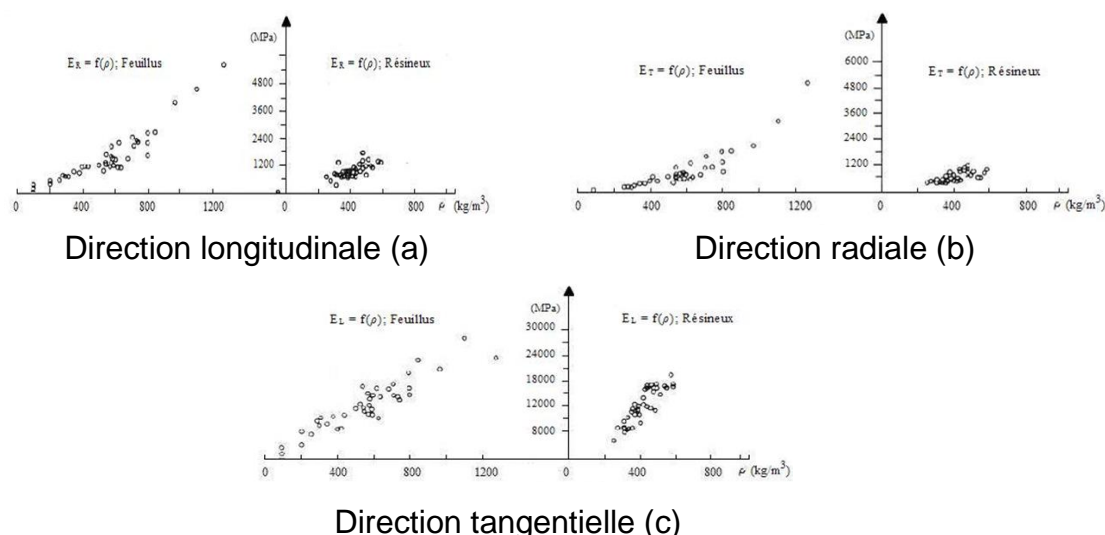 (MPa)
E_R = f(ρ); Feuillus
E_R = f(ρ); Résineux
4800
3600
2400
1200
0 400 800 1200 0 400 800 ρ (kg/m³)
Direction longitudinale (a)
(MPa)
E_T = f(ρ); Feuillus
E_T = f(ρ); Résineux
6000
4800
3600
2400
1200
0 400 800 1200 0 400 800 ρ (kg/m³)
Direction radiale (b)
(MPa)
E_L = f(ρ); Feuillus
E_L = f(ρ); Résineux
30000
24000
18000
12000
8000
0 400 800 1200 0 400 800 ρ (kg/m³)
Direction tangentielle (c)